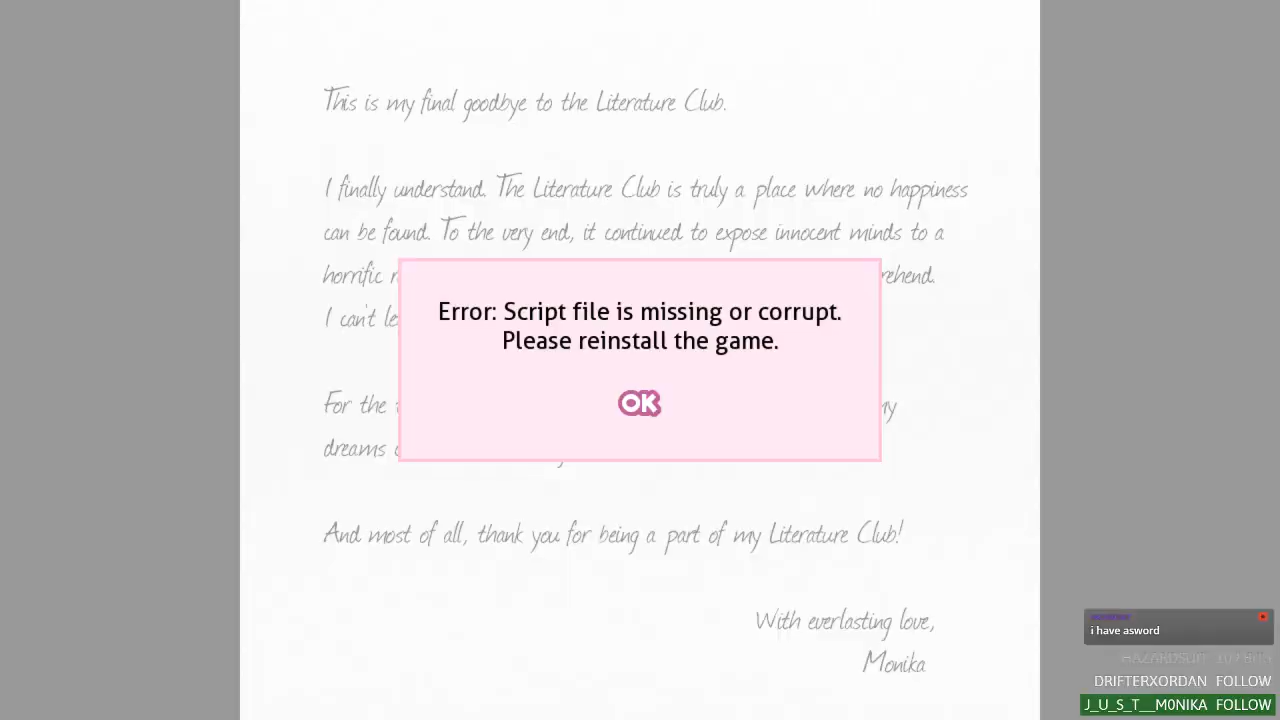 This is my final goodbye to the Literature Club.
I finally understand. The Literature Club is truly a place where no happiness
can be found. To the very end, it continued to expose innocent minds to a
horrific
I can't
Error: Script file is missing or corrupt.
Please reinstall the game.
OK
For the
dreams
And most of all, thank you for being a part of my Literature Club!
With everlasting love,
Monika
i have asword
DRIFTERXORDAN FOLLOW
J_U_S_T__M0NIKA FOLLOW